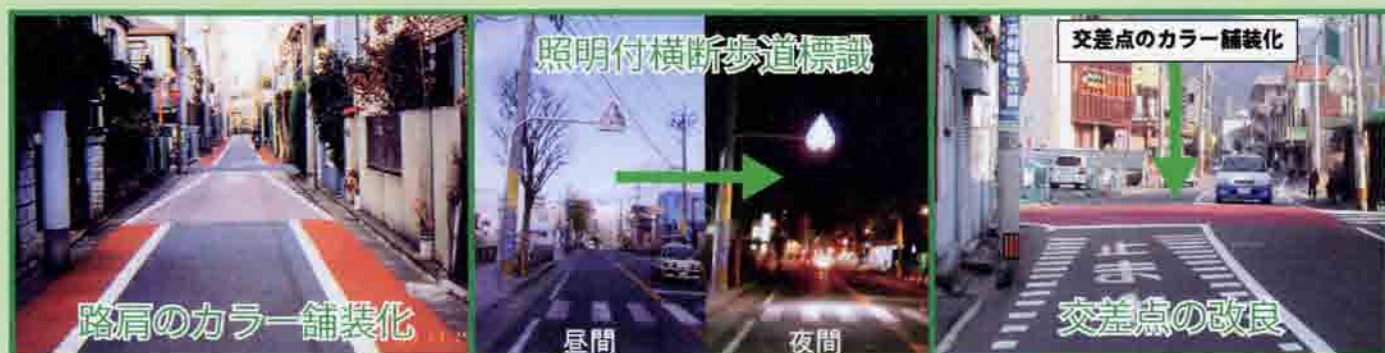 路肩のカラー舗装化
照明付横断歩道標識
昼間
夜間
交差点のカラー舗装化
止まれ
交差点の改良